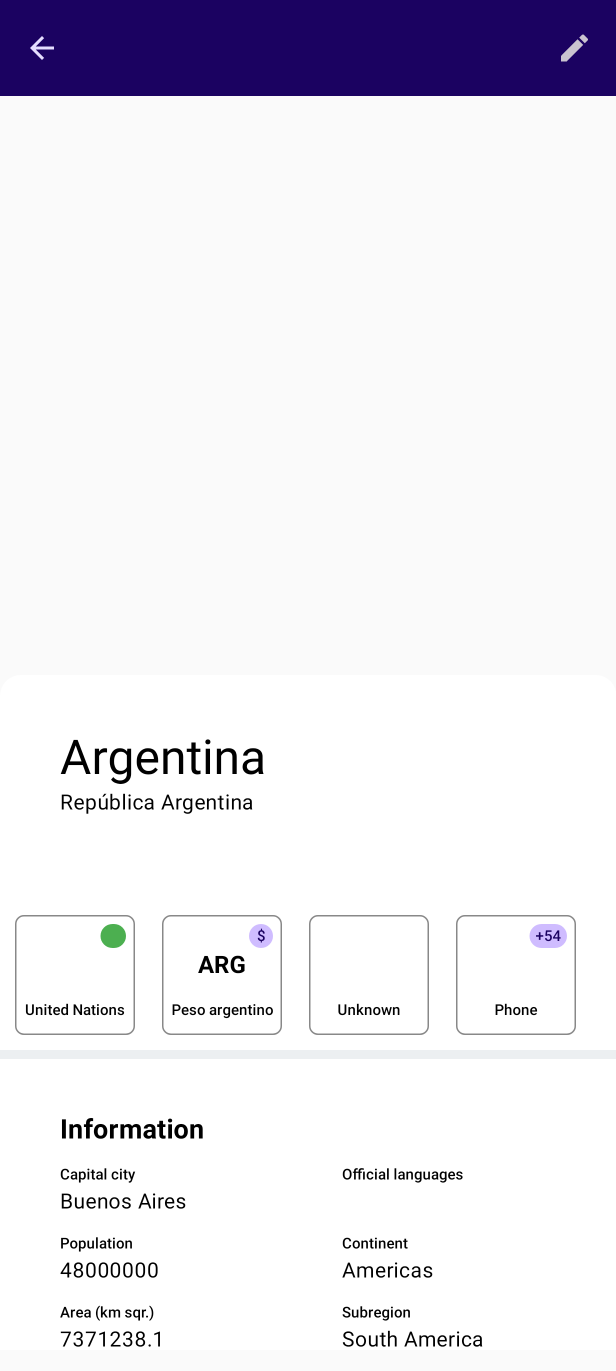 Argentina
República Argentina
$
+54
ARG
United Nations
Peso argentino
Unknown
Phone
Information
Capital city
Official languages
Buenos Aires
Population
Continent
48000000
Americas
Area (km sqr.)
Subregion
7371238.1
South America